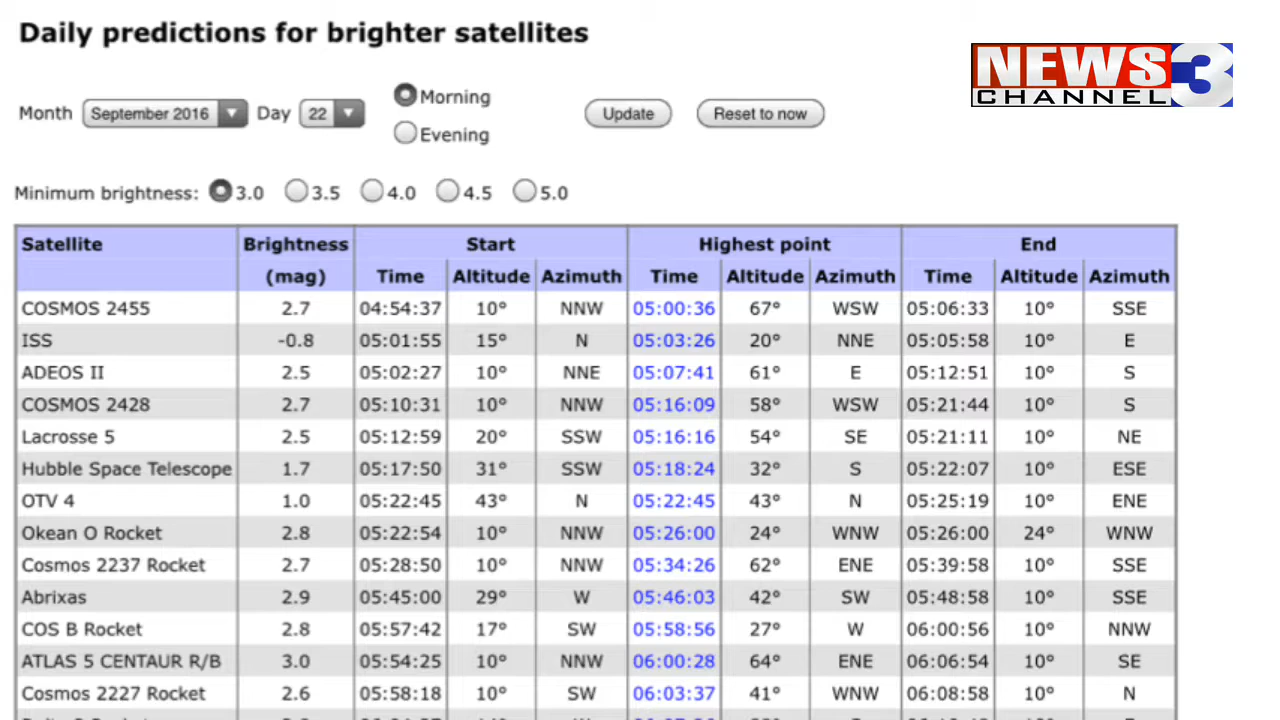 Daily predictions for brighter satellites
NEWS 3
CHANNEL
Month September 2016 Day 22 Morning Update Reset to now
Evening
Minimum brightness: 3.0 3.5 4.0 4.5 5.0
Satellite Brightness Start Highest point End
(mag) Time Altitude Azimuth Time Altitude Azimuth Time Altitude Azimuth
COSMOS 2455 2.7 04:54:37 10° NNW 05:00:36 67° WSW 05:06:33 10° SSE
ISS -0.8 05:01:55 15° N 05:03:26 20° NNE 05:05:58 10° E
ADEOS II 2.5 05:02:27 10° NNE 05:07:41 61° E 05:12:51 10° S
COSMOS 2428 2.7 05:10:31 10° NNW 05:16:09 58° WSW 05:21:44 10° S
Lacrosse 5 2.5 05:12:59 20° SSW 05:16:16 54° SE 05:21:11 10° NE
Hubble Space Telescope 1.7 05:17:50 31° SSW 05:18:24 32° S 05:22:07 10° ESE
OTV 4 1.0 05:22:45 43° N 05:22:45 43° N 05:25:19 10° ENE
Okean O Rocket 2.8 05:22:54 10° NNW 05:26:00 24° WNW 05:26:00 24° WNW
Cosmos 2237 Rocket 2.7 05:28:50 10° NNW 05:34:26 62° ENE 05:39:58 10° SSE
Abrixas 2.9 05:45:00 29° W 05:46:03 42° SW 05:48:58 10° SSE
COS B Rocket 2.8 05:57:42 17° SW 05:58:56 27° W 06:00:56 10° NNW
ATLAS 5 CENTAUR R/B 3.0 05:54:25 10° NNW 06:00:28 64° ENE 06:06:54 10° SE
Cosmos 2227 Rocket 2.6 05:58:18 10° SW 06:03:37 41° WNW 06:08:58 10° N